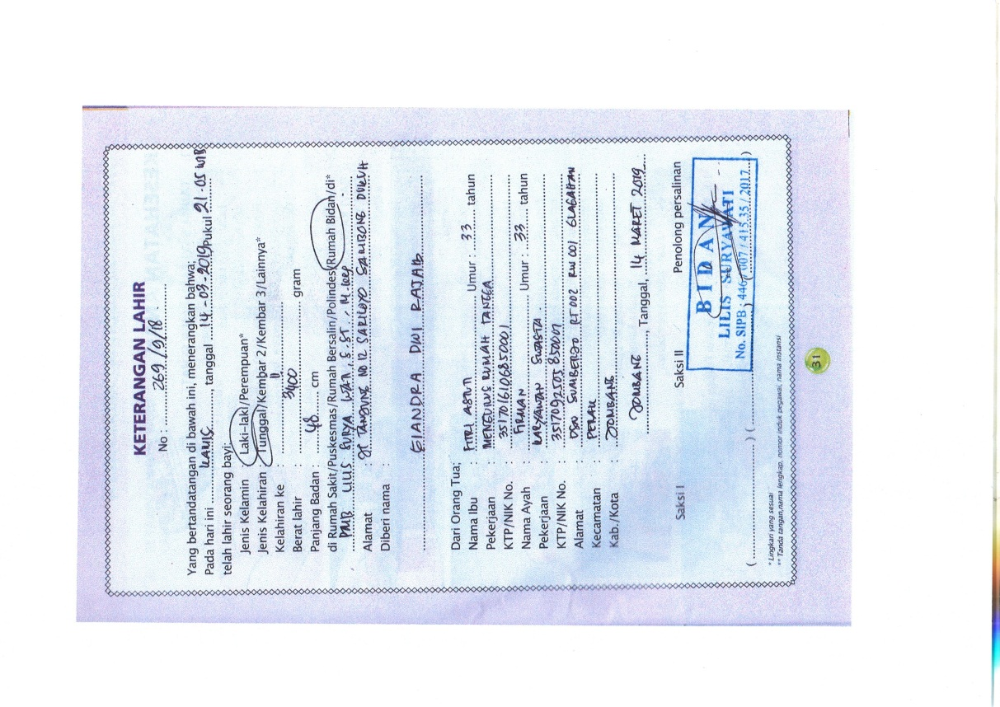 KETERANGAN LAHIR
No : 269/9/18
Yang pertandatangan di bawah ini, menerangkan bahwa;
Pada hari ini KAMIS, tanggal 14-03-2019 pukul 21.05 WIB
telah lahir seorang bayi;
Jenis Kelamin : Laki-laki/Perempuan*
Jenis Kelahiran : Tunggal/Kembar 2/Kembar 3/Lainnya*
Kelahiran ke : II
Berat lahir : 3400 gram
Panjang Badan : 48 cm
di Rumah Sakit/Puskesmas/Rumah Bersalin/Polindes/Rumah Bidan/di*
PMB LILIS SURYA WATI, S.ST., M.Kep
Alamat : Jl TANJUNG NO 12 SARILOYO SAMBONG DUKUH
Diberi nama :
GIANDRA DWI RAJAB
Dari Orang Tua;
Nama Ibu : FITRI ASTUTI Umur : 33 tahun
Pekerjaan : MENGURUS RUMAH TANGGA
KTP/NIK No. : 3517016106850001
Nama Ayah : FIRMAN Umur : 33 tahun
Pekerjaan : KARYAWAN SWASTA
KTP/NIK No. : 3517092505850007
Alamat : DSN SUMBERJO RT 002 RW 001 GLAGAHAN
Kecamatan : PERAK
Kab./Kota : JOMBANG
JOMBANG, Tanggal, 14 MARET 2019
Saksi I Saksi II Penolong persalinan
BIDAN
LILIS SURYAWATI
No. SIPB : 446 / 007 / 415.35 / 2017
(..........) (..........) (..........)
* Lingkari yang sesuai
** Tanda tangan, nama lengkap, nomor induk pegawai, nama instansi
31